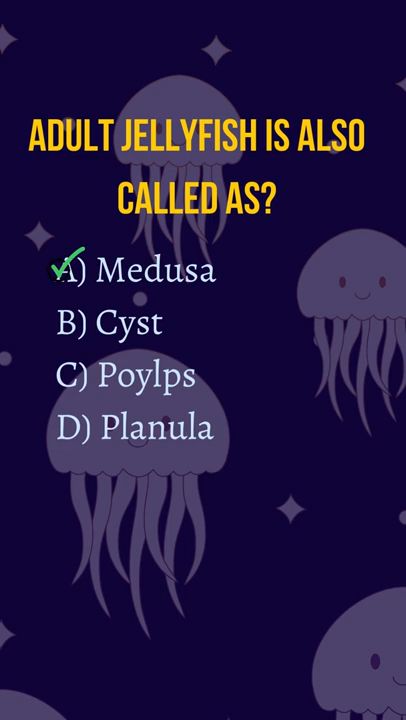 ADULT JELLYFISH IS ALSO
CALLED AS?
A) Medusa
B) Cyst
C) Poylps
D) Planula